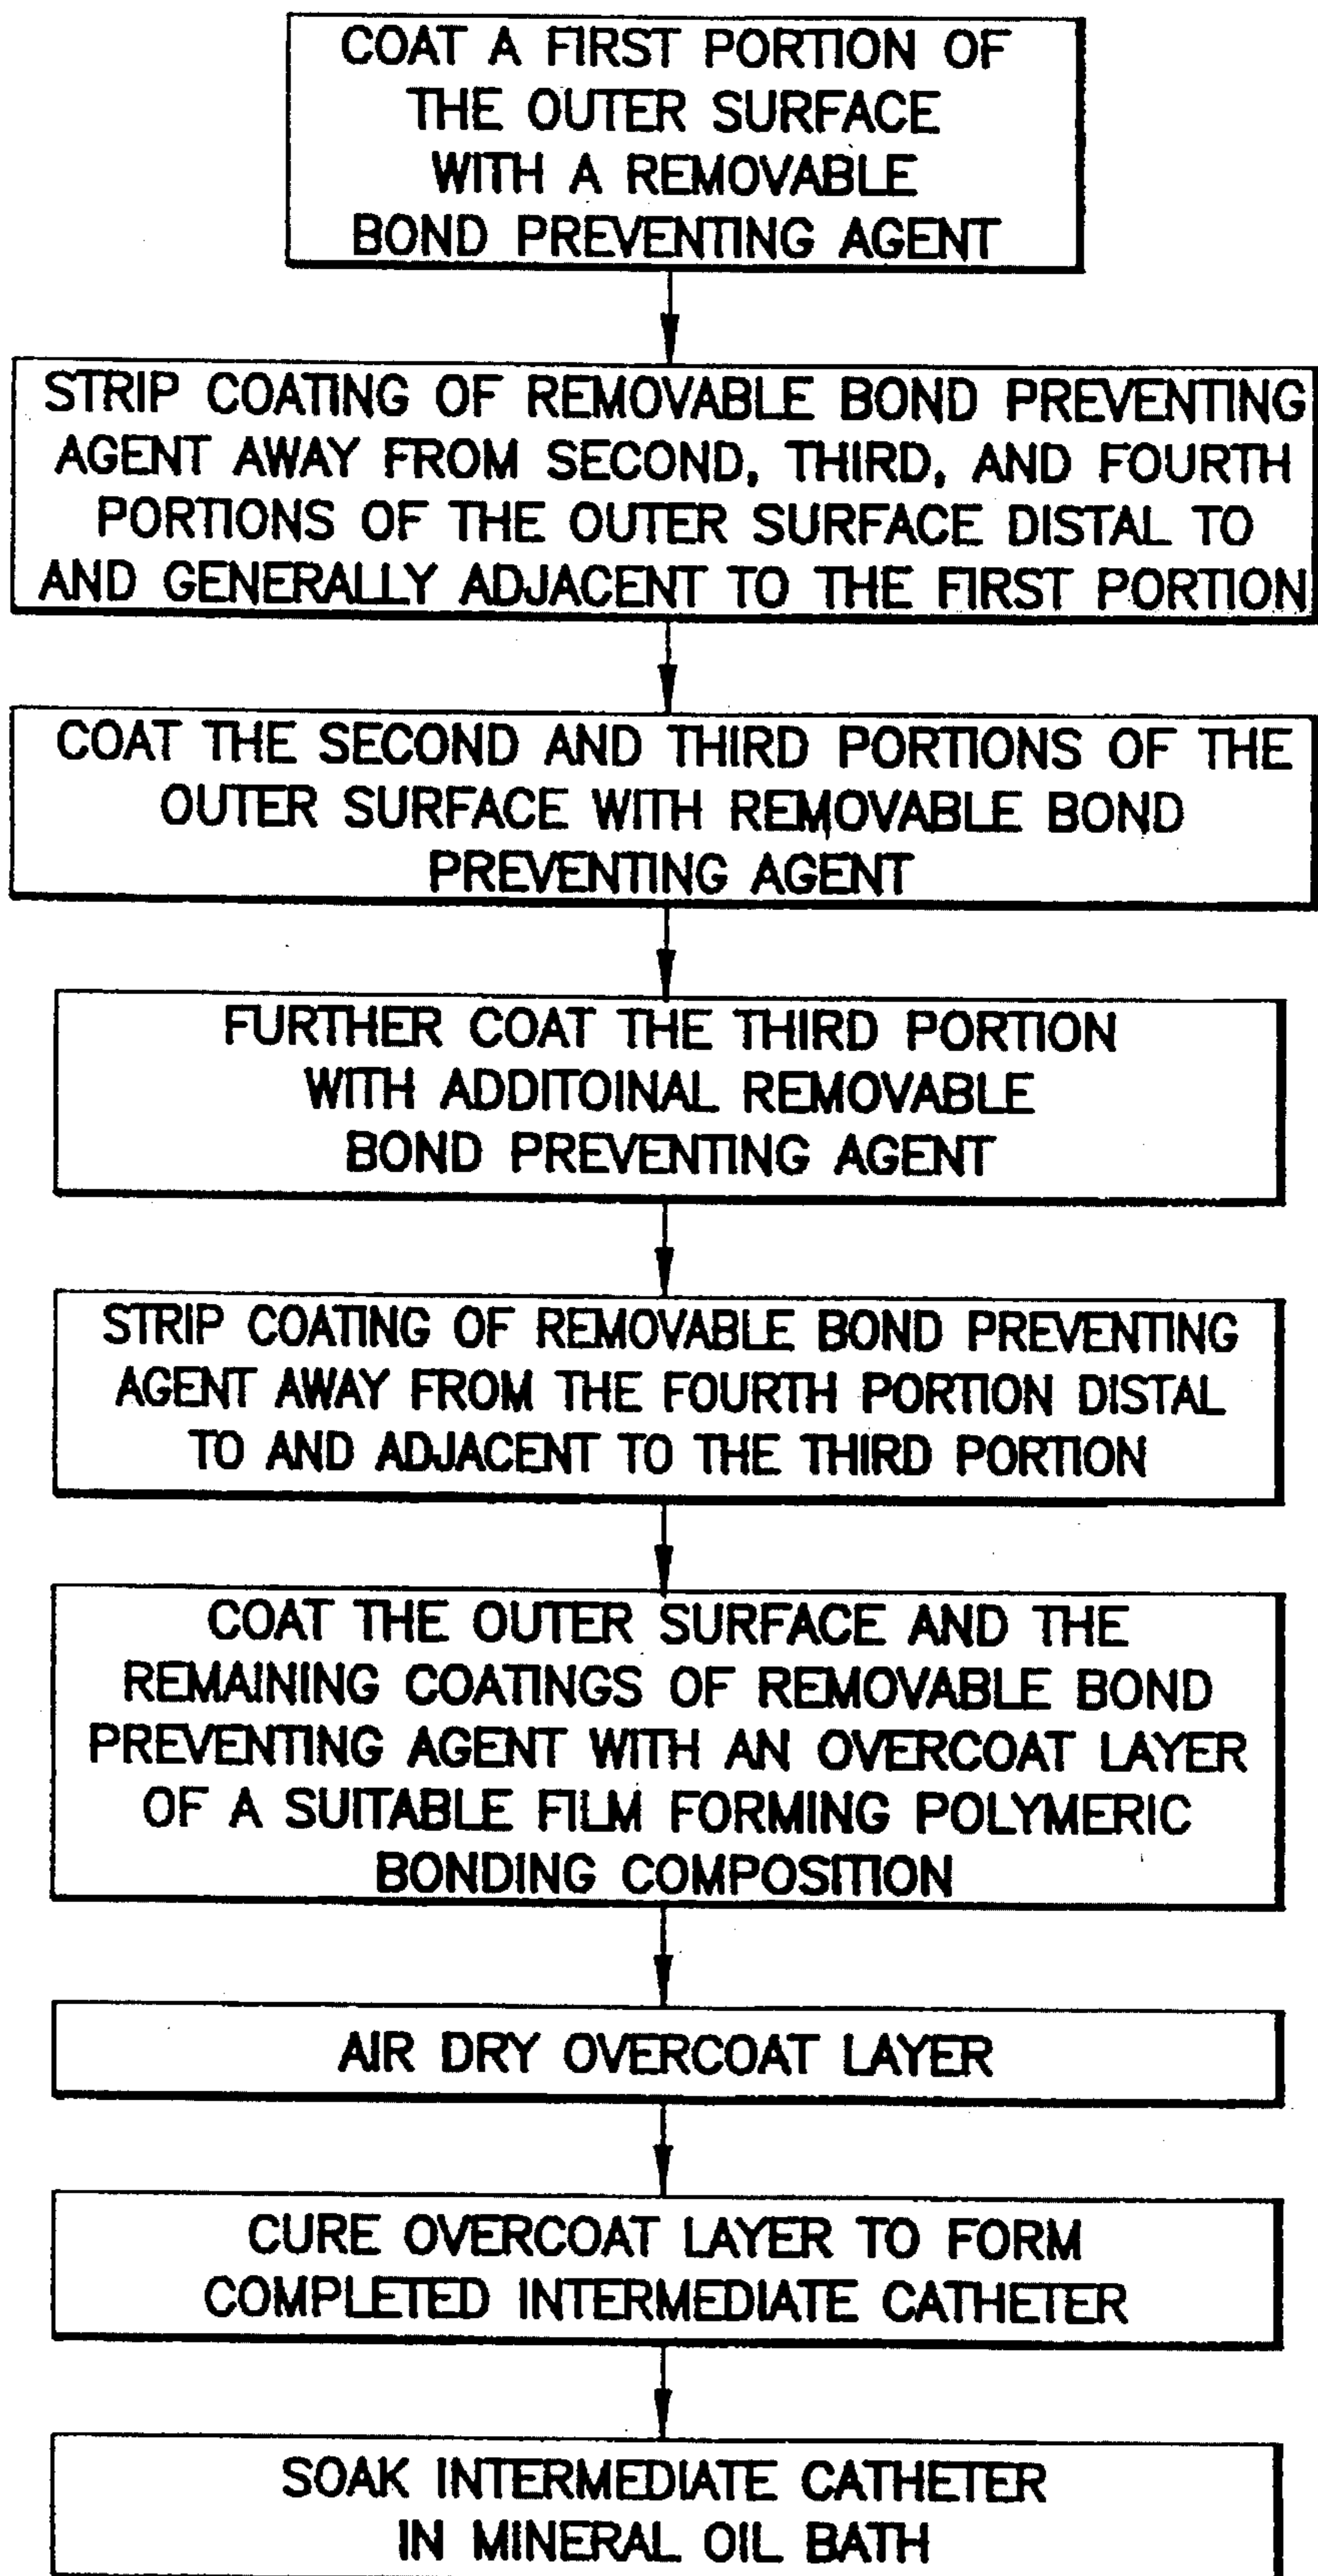 COAT A FIRST PORTION OF
THE OUTER SURFACE
WITH A REMOVABLE
BOND PREVENTING AGENT
STRIP COATING OF REMOVABLE BOND PREVENTING
AGENT AWAY FROM SECOND, THIRD, AND FOURTH
PORTIONS OF THE OUTER SURFACE DISTAL TO
AND GENERALLY ADJACENT TO THE FIRST PORTION
COAT THE SECOND AND THIRD PORTIONS OF THE
OUTER SURFACE WITH REMOVABLE BOND
PREVENTING AGENT
FURTHER COAT THE THIRD PORTION
WITH ADDITOINAL REMOVABLE
BOND PREVENTING AGENT
STRIP COATING OF REMOVABLE BOND PREVENTING
AGENT AWAY FROM THE FOURTH PORTION DISTAL
TO AND ADJACENT TO THE THIRD PORTION
COAT THE OUTER SURFACE AND THE
REMAINING COATINGS OF REMOVABLE BOND
PREVENTING AGENT WITH AN OVERCOAT LAYER
OF A SUITABLE FILM FORMING POLYMERIC
BONDING COMPOSITION
AIR DRY OVERCOAT LAYER
CURE OVERCOAT LAYER TO FORM
COMPLETED INTERMEDIATE CATHETER
SOAK INTERMEDIATE CATHETER
IN MINERAL OIL BATH